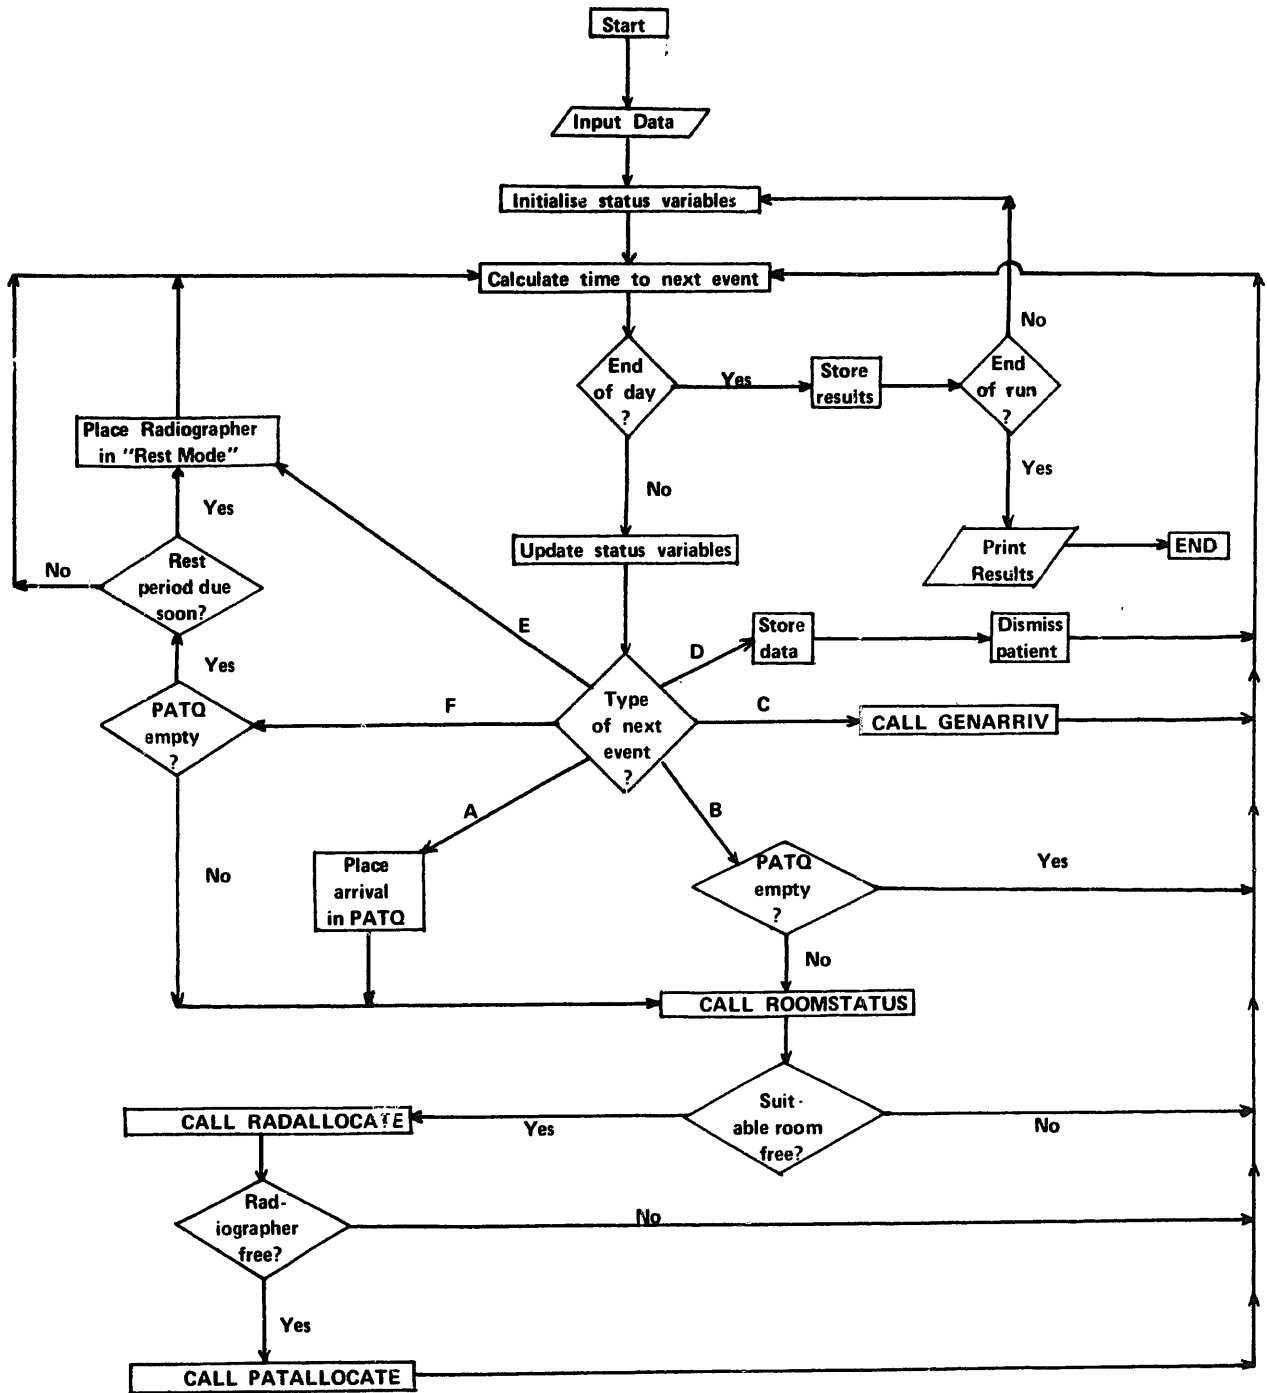 Start
Input Data
Initialise status variables
Calculate time to next event
No
End
of day
?
Yes
Store
results
End
of run
?
Place Radiographer
in "Rest Mode"
Yes
No
Yes
Update status variables
Print
Results
END
Rest
period due
soon?
No
E
D
Store
data
Dismiss
patient
Yes
PATQ
empty
?
F
Type
of next
event
?
C
CALL GENARRIV
A
B
No
Place
arrival
in PATQ
PATQ
empty
?
Yes
No
CALL ROOMSTATUS
Suit-
able room
free?
CALL RADALLOCATE
Yes
No
Rad-
iographer
free?
No
Yes
CALL PATALLOCATE